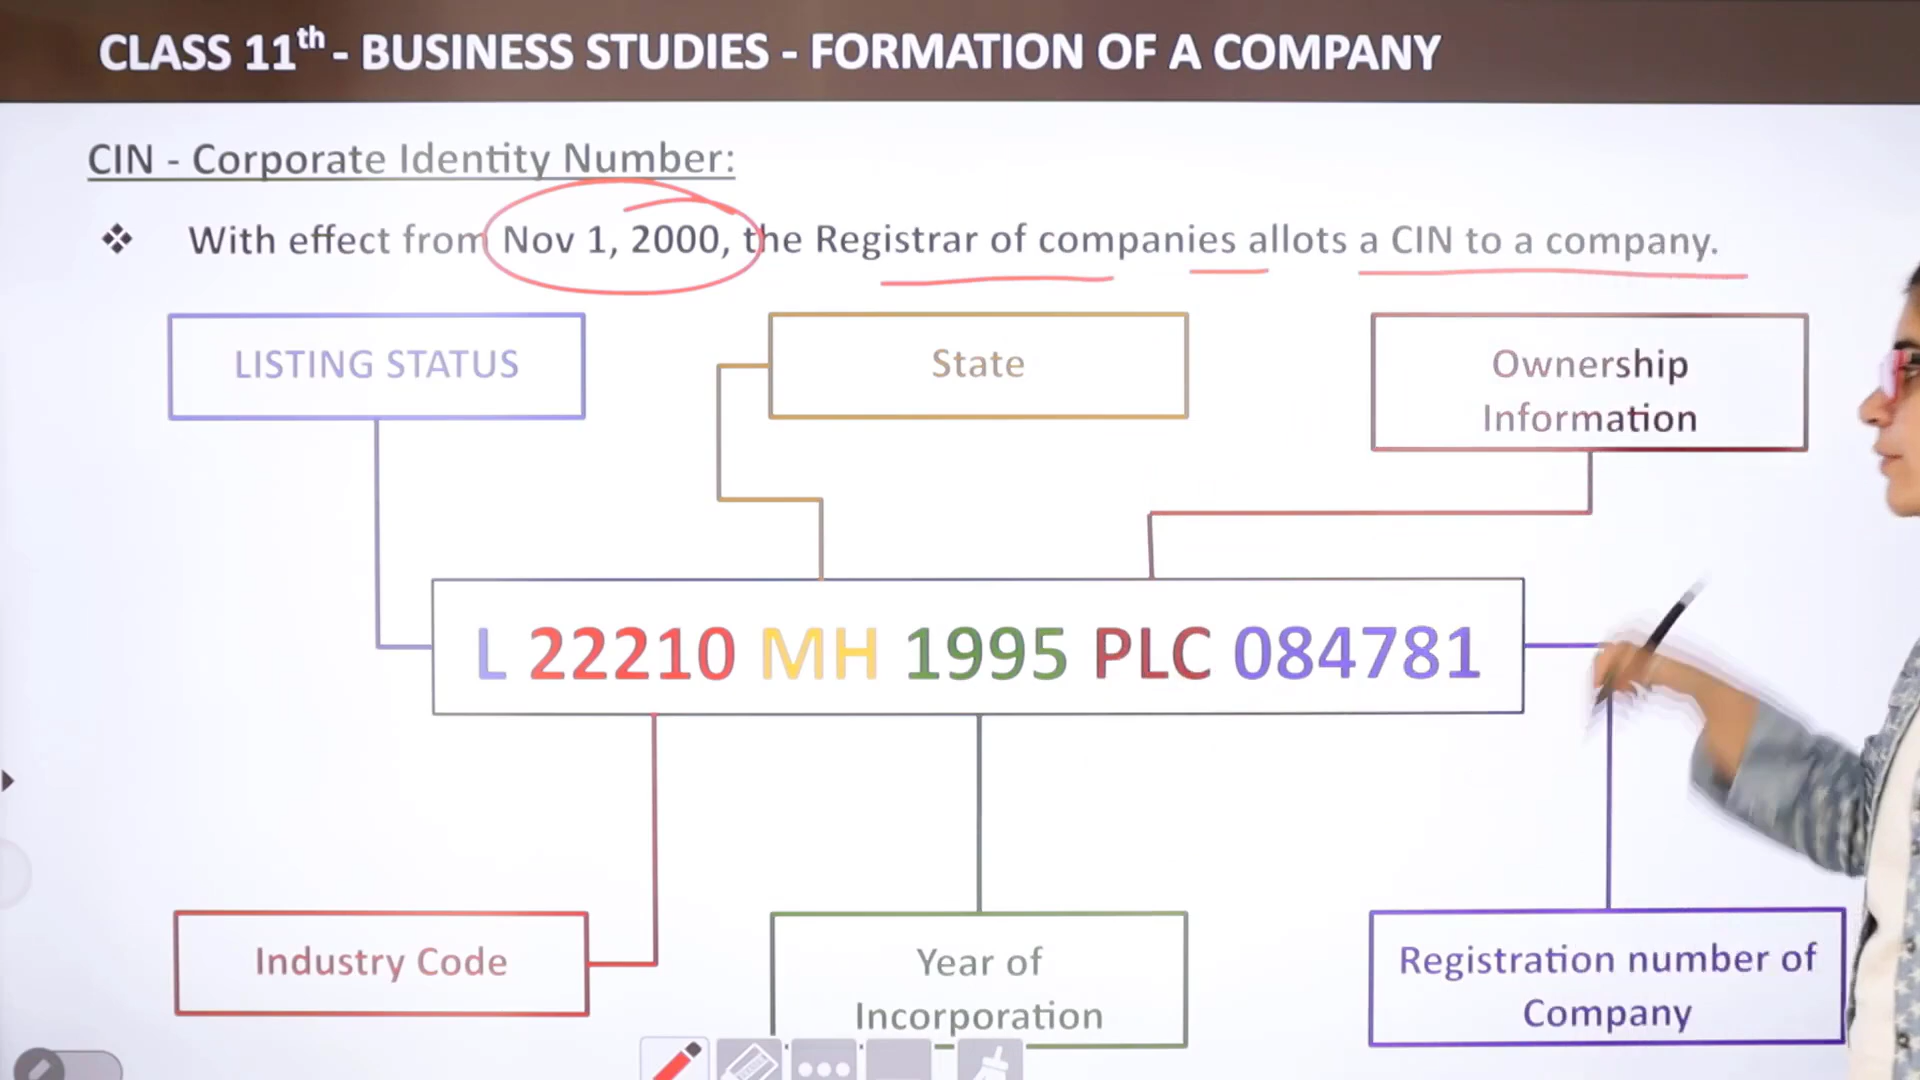 CLASS 11th - BUSINESS STUDIES - FORMATION OF A COMPANY
CIN - Corporate Identity Number:
❖ With effect from Nov 1, 2000, the Registrar of companies allots a CIN to a company.
LISTING STATUS
State
Ownership
Information
L 22210 MH 1995 PLC 084781
Industry Code
Year of
Incorporation
Registration number of
Company